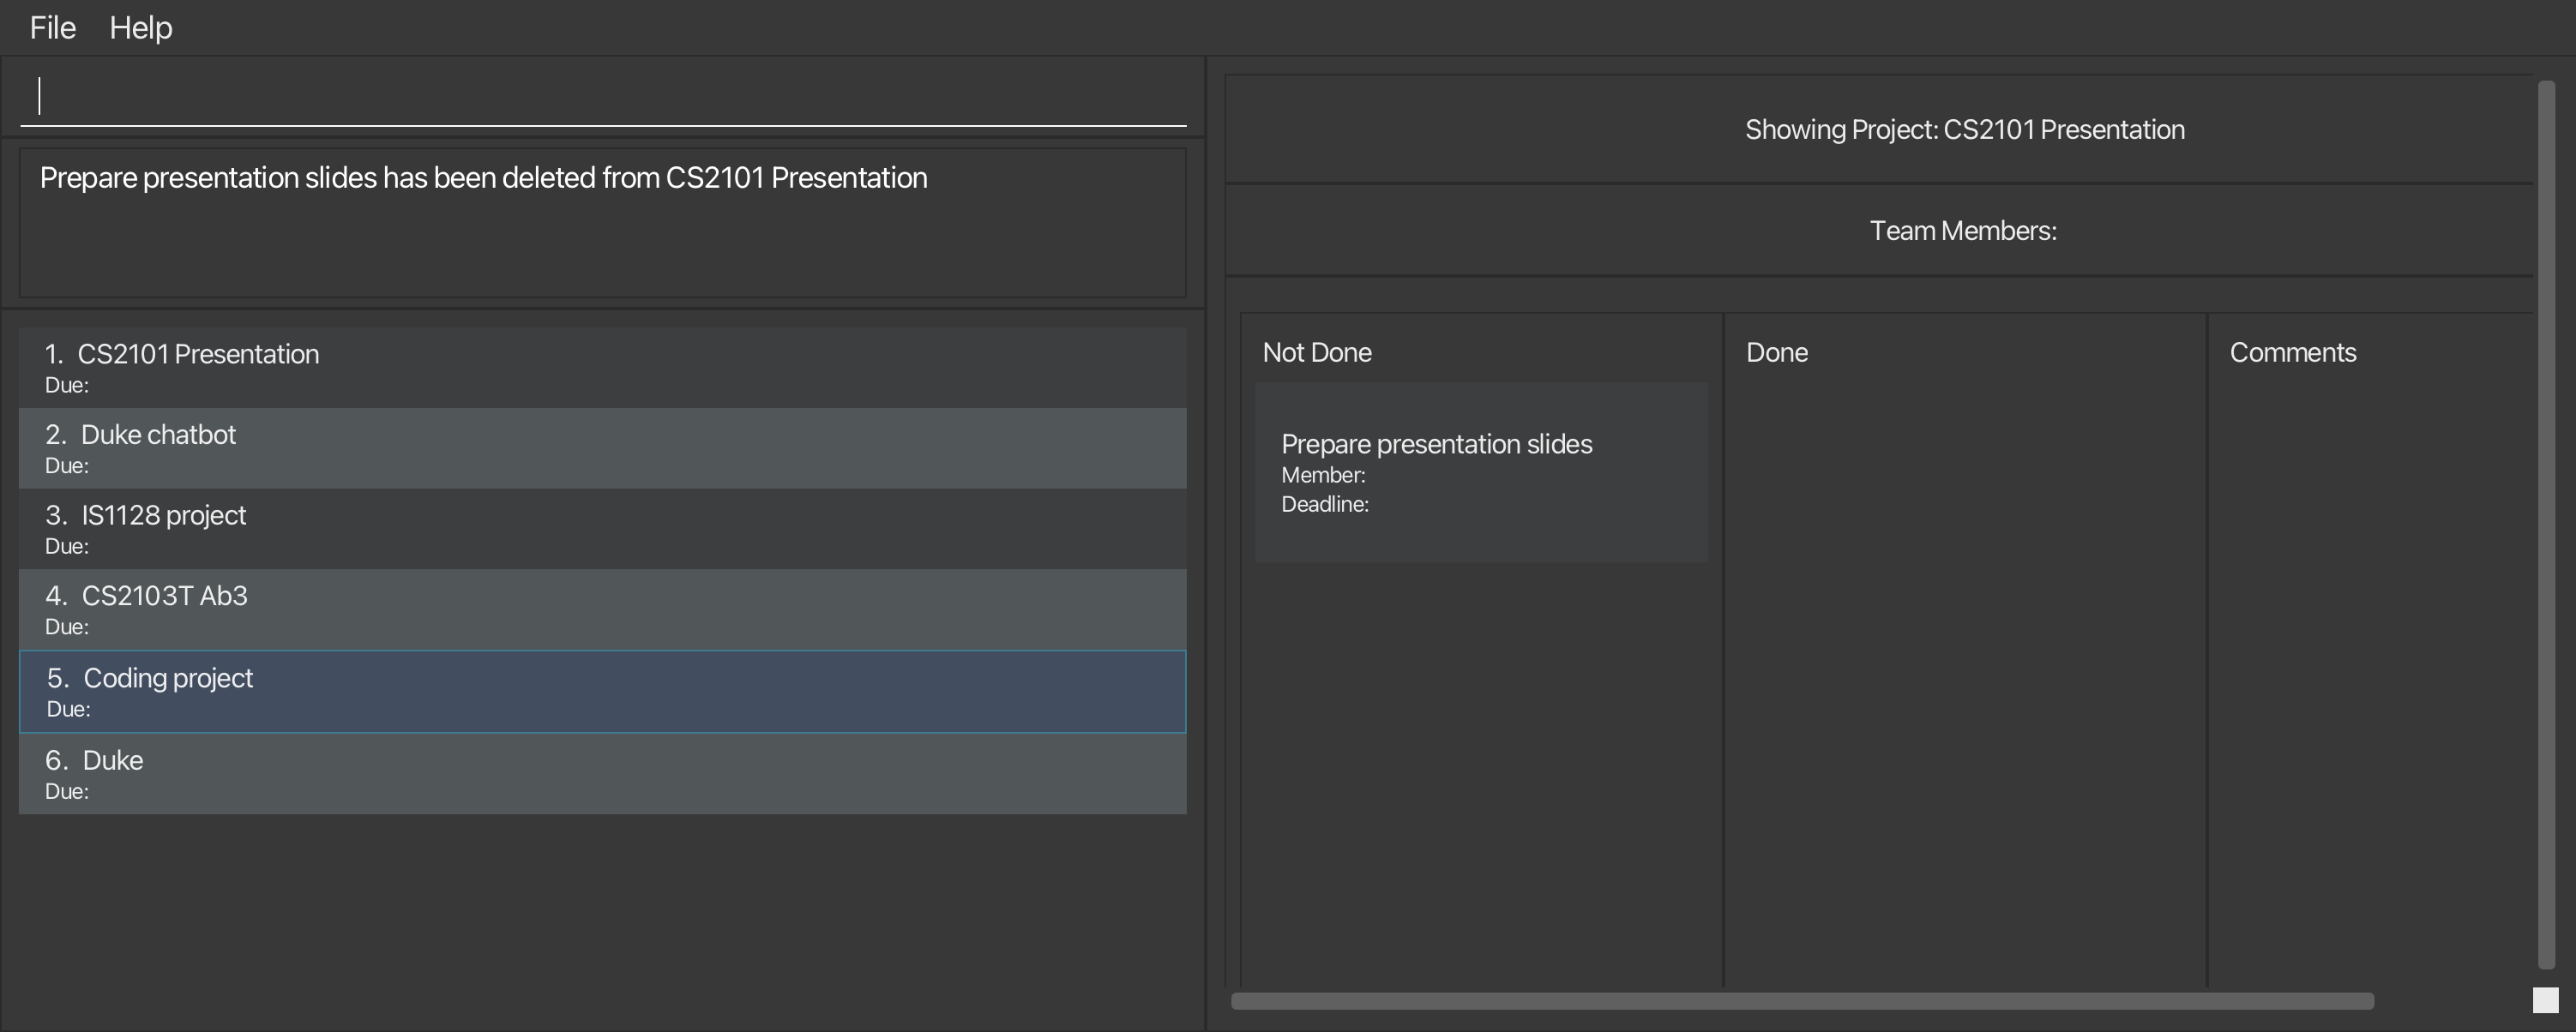 File Help
Prepare presentation slides has been deleted from CS2101 Presentation
1. CS2101 Presentation
Due:
2. Duke chatbot
Due:
3. IS1128 project
Due:
4. CS2103T Ab3
Due:
5. Coding project
Due:
6. Duke
Due:
Showing Project: CS2101 Presentation
Team Members:
Not Done
Prepare presentation slides
Member:
Deadline:
Done
Comments